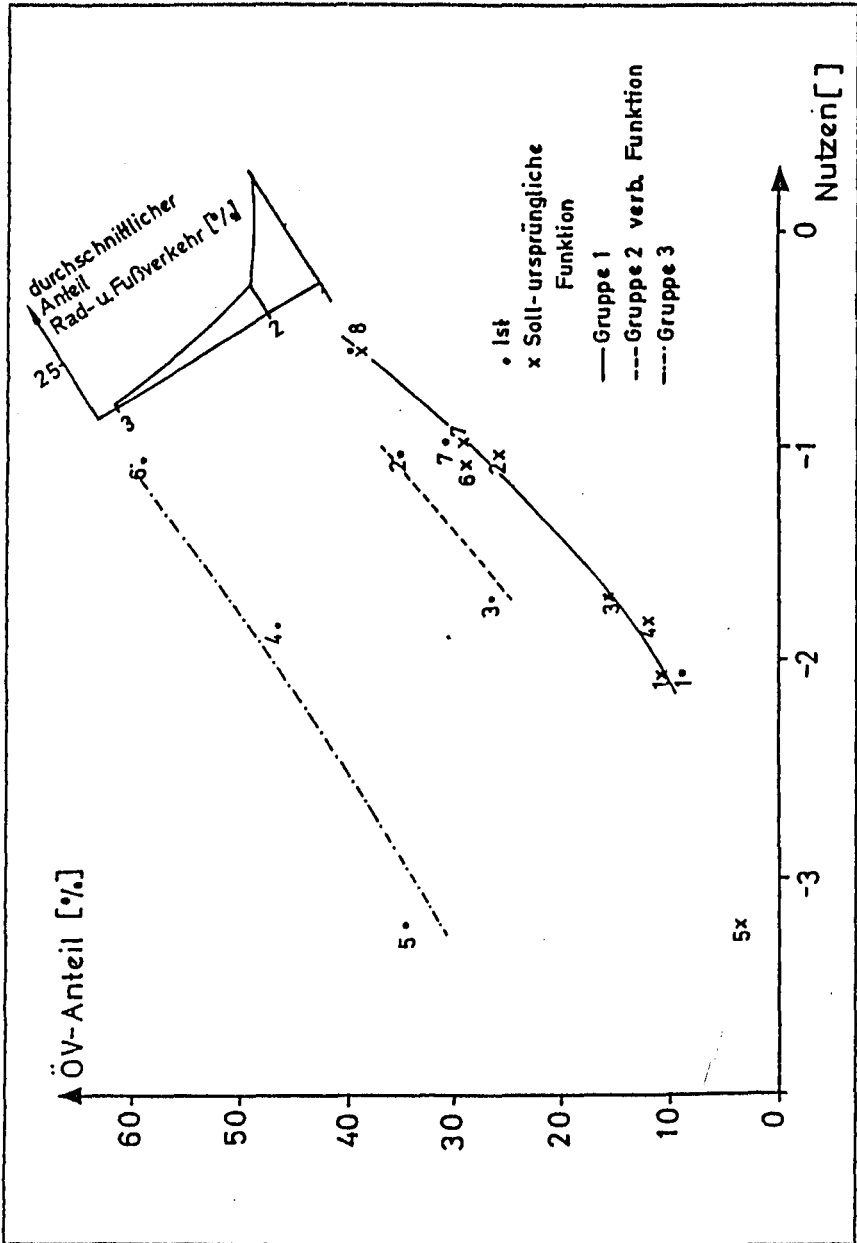 ÖV-Anteil [%]
60
50
40
30
20
10
0
-3
-2
-1
0
Nutzen [ ]
durchschnittlicher
Anteil
Rad- u. Fußverkehr [%]
25
3
2
6
4
5
2
3
8
7
7
6x
2x
3x
4x
1x
1
5x
• Ist
x Soll-ursprüngliche
Funktion
— Gruppe 1
--- Gruppe 2 verb. Funktion
-·-·- Gruppe 3